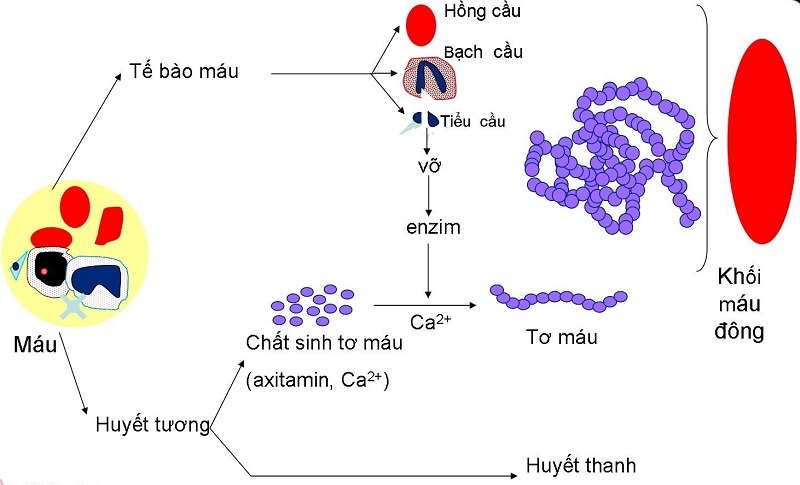 Hồng cầu
Bạch cầu
Tế bào máu
Tiểu cầu
vỡ
enzim
Ca2+
Chất sinh tơ máu
(axitamin, Ca²⁺)
Tơ máu
Khối
máu
đông
Máu
Huyết tương
Huyết thanh